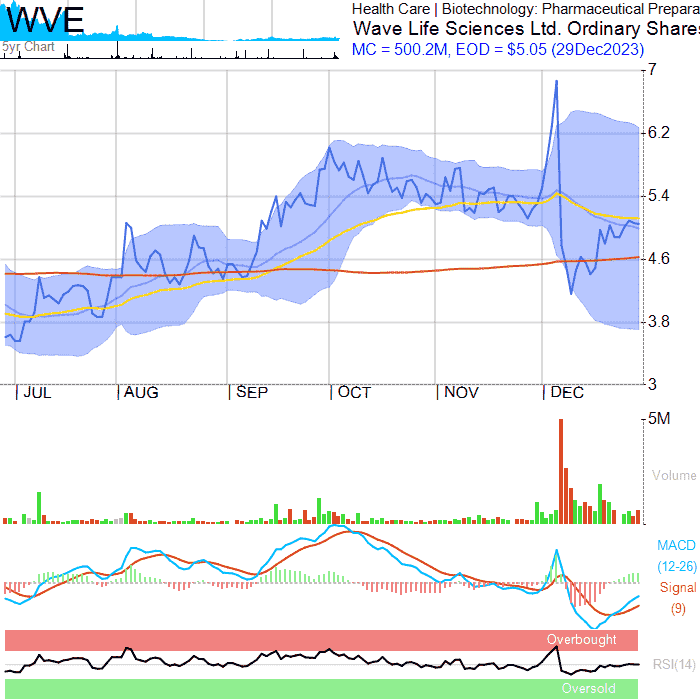 WVE
5yr Chart
Health Care | Biotechnology: Pharmaceutical Prepara
Wave Life Sciences Ltd. Ordinary Shares
MC = 500.2M, EOD = $5.05 (29Dec2023)
7
6.2
5.4
4.6
3.8
3
JUL AUG SEP OCT NOV DEC
5M
Volume
MACD
(12-26)
Signal
(9)
Overbought
RSI(14)
Oversold